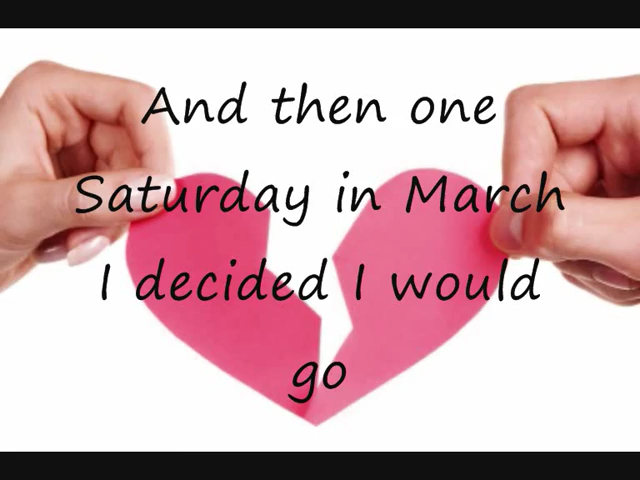 And then one
Saturday in March
I decided I would
go